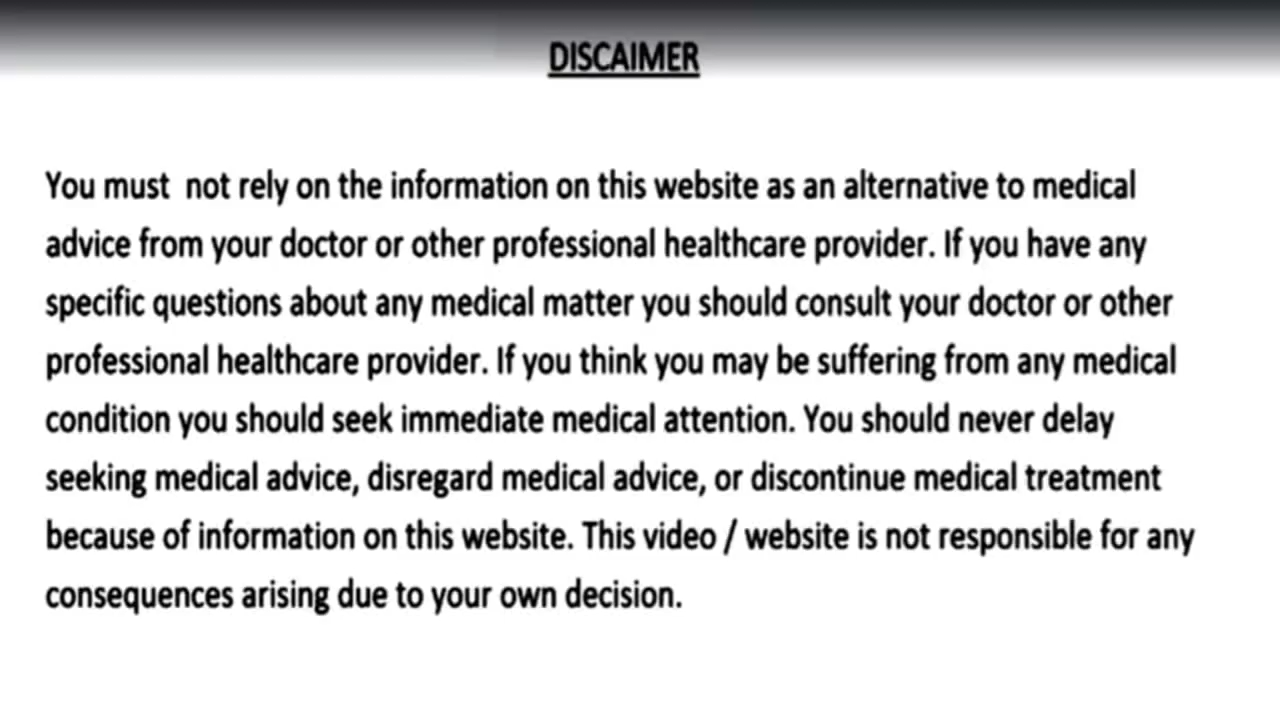 DISCAIMER
You must  not rely on the information on this website as an alternative to medical
advice from your doctor or other professional healthcare provider. If you have any
specific questions about any medical matter you should consult your doctor or other
professional healthcare provider. If you think you may be suffering from any medical
condition you should seek immediate medical attention. You should never delay
seeking medical advice, disregard medical advice, or discontinue medical treatment
because of information on this website. This video / website is not responsible for any
consequences arising due to your own decision.